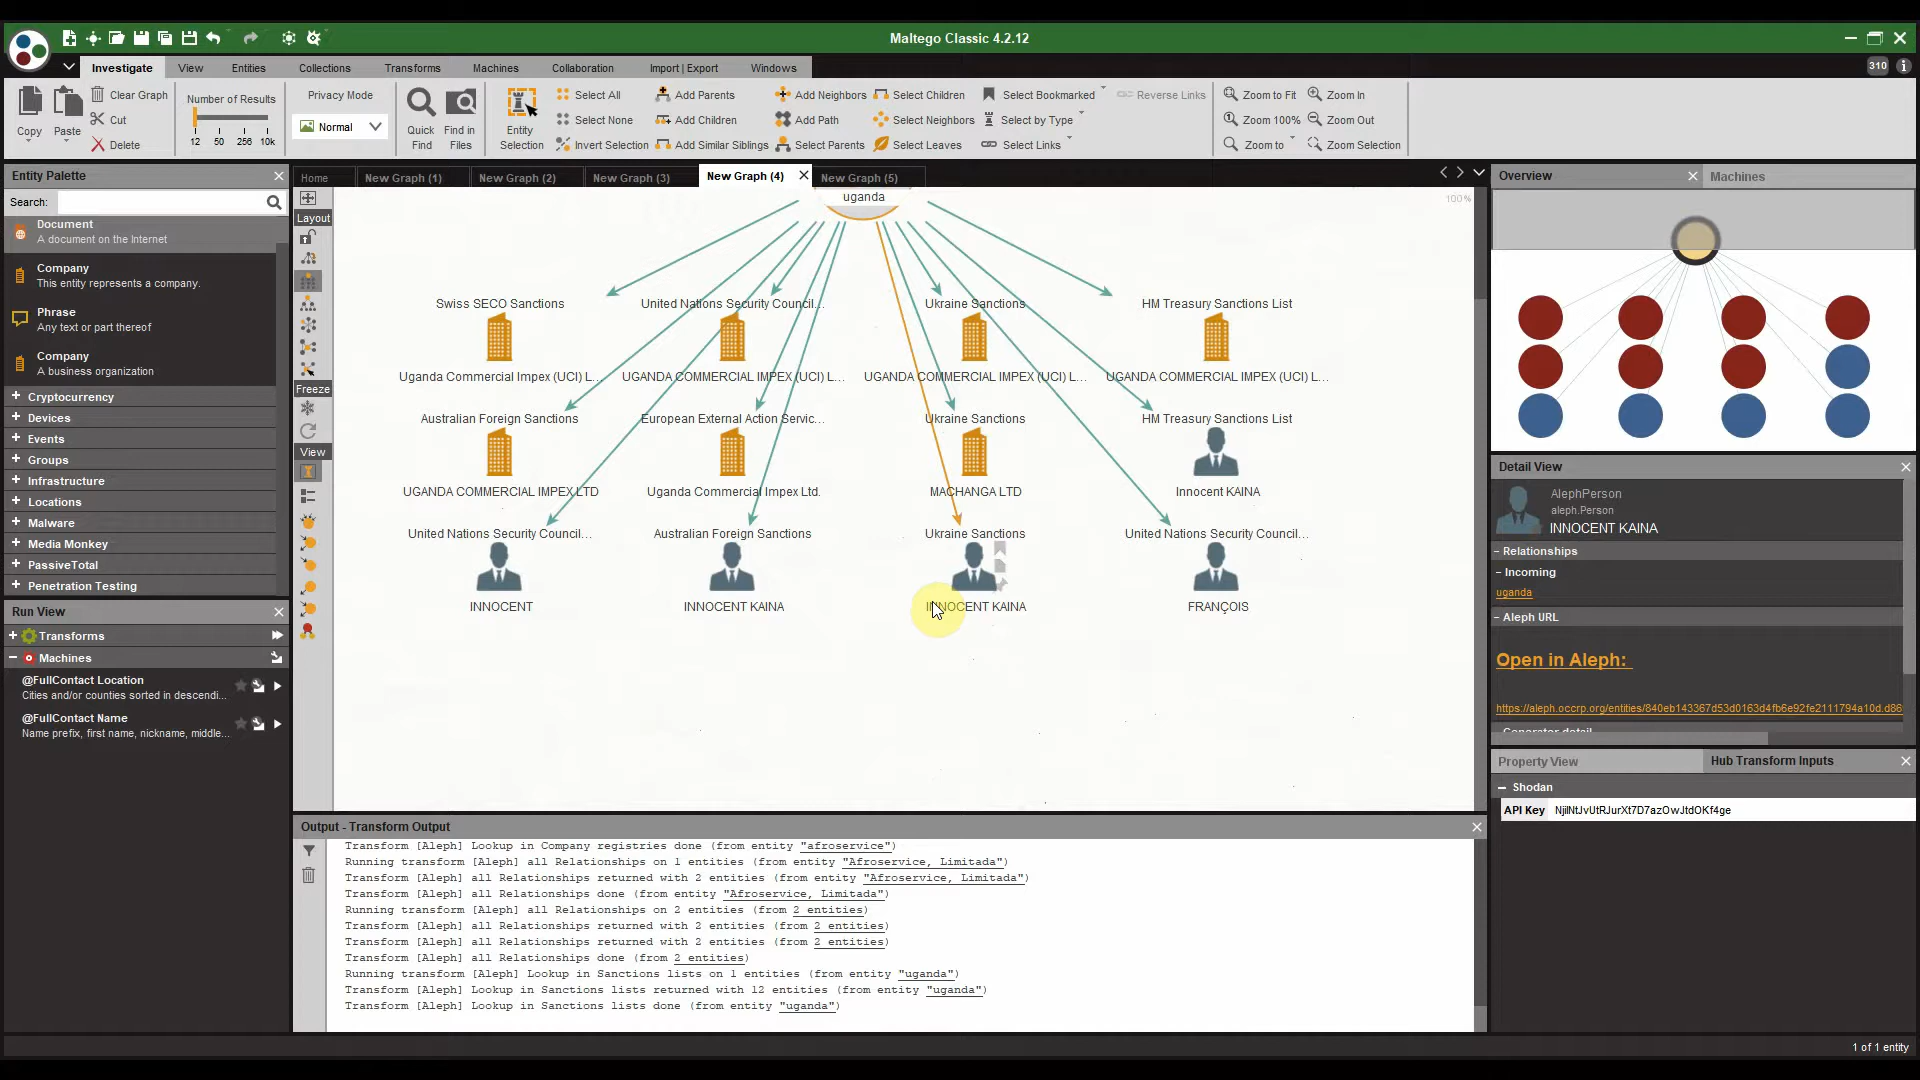 Maltego Classic 4.2.12
Investigate
View
Entities
Collections
Transforms
Machines
Collaboration
Import | Export
Windows
310
Copy
Paste
Clear Graph
Cut
Delete
Number of Results
12 50 256 10k
Privacy Mode
Normal
Quick Find
Find in Files
Entity Selection
Select All
Select None
Invert Selection
Add Parents
Add Children
Add Similar Siblings
Add Neighbors
Add Path
Select Parents
Select Children
Select Neighbors
Select Leaves
Select Bookmarked
Select by Type
Select Links
Reverse Links
Zoom to Fit
Zoom 100%
Zoom to
Zoom In
Zoom Out
Zoom Selection
Entity Palette
Search:
Document
A document on the Internet
Company
This entity represents a company.
Phrase
Any text or part thereof
Company
A business organization
Cryptocurrency
Devices
Events
Groups
Infrastructure
Locations
Malware
Media Monkey
PassiveTotal
Penetration Testing
Run View
Transforms
Machines
@FullContact Location
Cities and/or counties sorted in descendi...
@FullContact Name
Name prefix, first name, nickname, middle...
Home
New Graph (1)
New Graph (2)
New Graph (3)
New Graph (4)
New Graph (5)
Layout
Freeze
View
100%
uganda
Swiss SECO Sanctions
United Nations Security Council...
Ukraine Sanctions
HM Treasury Sanctions List
Uganda Commercial Impex (UCI) L...
UGANDA COMMERCIAL IMPEX (UCI) L...
UGANDA COMMERCIAL IMPEX (UCI) L...
UGANDA COMMERCIAL IMPEX (UCI) L...
Australian Foreign Sanctions
European External Action Servic...
Ukraine Sanctions
HM Treasury Sanctions List
UGANDA COMMERCIAL IMPEX LTD
Uganda Commercial Impex Ltd.
MACHANGA LTD
Innocent KAINA
United Nations Security Council...
Australian Foreign Sanctions
Ukraine Sanctions
United Nations Security Council...
INNOCENT
INNOCENT KAINA
INNOCENT KAINA
FRANÇOIS
Output - Transform Output
Transform [Aleph] Lookup in Company registries done (from entity "afroservice")
Running transform [Aleph] all Relationships on 1 entities (from entity "Afroservice, Limitada")
Transform [Aleph] all Relationships returned with 2 entities (from entity "Afroservice, Limitada")
Transform [Aleph] all Relationships done (from entity "Afroservice, Limitada")
Running transform [Aleph] all Relationships on 2 entities (from 2 entities)
Transform [Aleph] all Relationships returned with 2 entities (from 2 entities)
Transform [Aleph] all Relationships returned with 2 entities (from 2 entities)
Transform [Aleph] all Relationships done (from 2 entities)
Running transform [Aleph] Lookup in Sanctions lists on 1 entities (from entity "uganda")
Transform [Aleph] Lookup in Sanctions lists returned with 12 entities (from entity "uganda")
Transform [Aleph] Lookup in Sanctions lists done (from entity "uganda")
Overview
Machines
Detail View
AlephPerson
aleph.Person
INNOCENT KAINA
Relationships
Incoming
uganda
Aleph URL
Open in Aleph:
https://aleph.occrp.org/entities/840eb143367d53d0163d4fb6e92fe2111794a10d.d86
Generator detail
Property View
Hub Transform Inputs
Shodan
API Key
1 of 1 entity